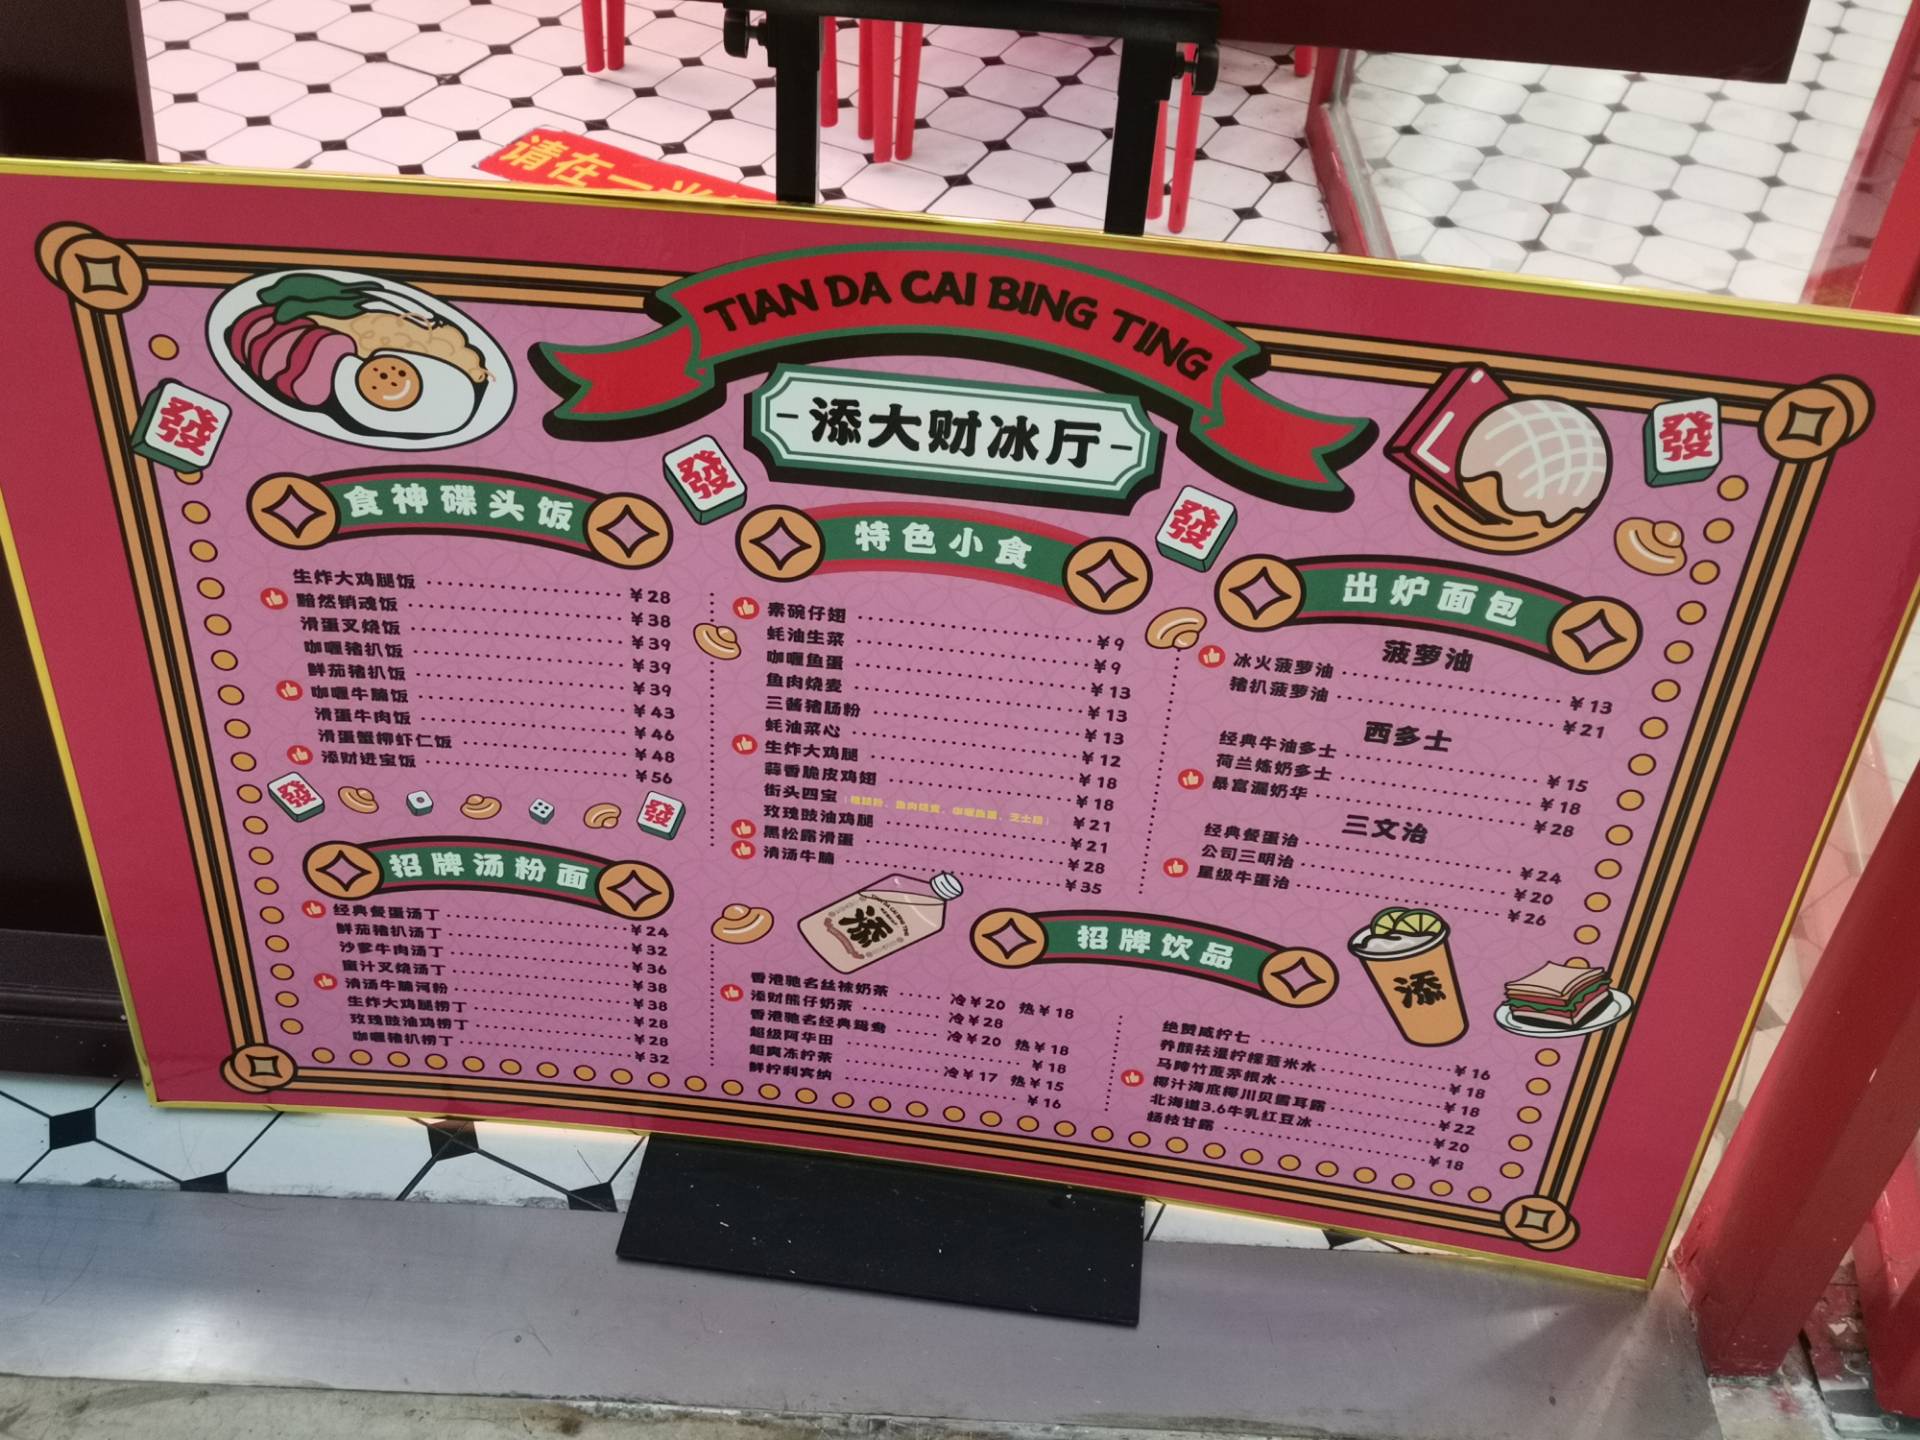 请在一米
TIAN DA CAI BING TING
添大财冰厅
發
發
發
發
食神碟头饭
生炸大鸡腿饭 ¥28
黯然销魂饭 ¥38
滑蛋叉烧饭 ¥39
咖喱猪扒饭 ¥39
鲜茄猪扒饭 ¥39
咖喱牛腩饭 ¥43
滑蛋牛肉饭 ¥46
滑蛋蟹柳虾仁饭 ¥48
添财进宝饭 ¥56
發
發
招牌汤粉面
经典餐蛋汤丁 ¥24
鲜茄猪扒汤丁 ¥32
沙爹牛肉汤丁 ¥36
蜜汁叉烧汤丁 ¥38
清汤牛腩河粉 ¥38
生炸大鸡腿捞丁 ¥28
玫瑰豉油鸡捞丁 ¥28
咖喱猪扒捞丁 ¥32
特色小食
素碗仔翅 ¥9
蚝油生菜 ¥9
咖喱鱼蛋 ¥13
鱼肉烧麦 ¥13
三酱猪肠粉 ¥13
蚝油菜心 ¥12
生炸大鸡腿 ¥18
蒜香脆皮鸡翅 ¥18
街头四宝 ¥21
玫瑰豉油鸡腿 ¥21
黑松露滑蛋 ¥28
清汤牛腩 ¥35
出炉面包
菠萝油
冰火菠萝油 ¥13
猪扒菠萝油 ¥21
西多士
经典牛油多士 ¥15
荷兰炼奶多士 ¥18
暴富漏奶华 ¥28
三文治
经典餐蛋治 ¥24
公司三明治 ¥20
星级牛蛋治 ¥26
添
添
招牌饮品
香港驰名丝袜奶茶 冷¥20 热¥18
添财熊仔奶茶 冷¥28
香港驰名经典鸳鸯 冷¥20 热¥18
超级阿华田 ¥18
超爽冻柠茶 冷¥17 热¥15
鲜柠利宾纳 ¥16
绝赞咸柠七 ¥16
养颜祛湿柠粿薏米水 ¥18
马蹄竹蔗茅根水 ¥18
椰汁海底椰川贝雪耳露 ¥22
北海道3.6牛乳红豆冰 ¥20
杨枝甘露 ¥18